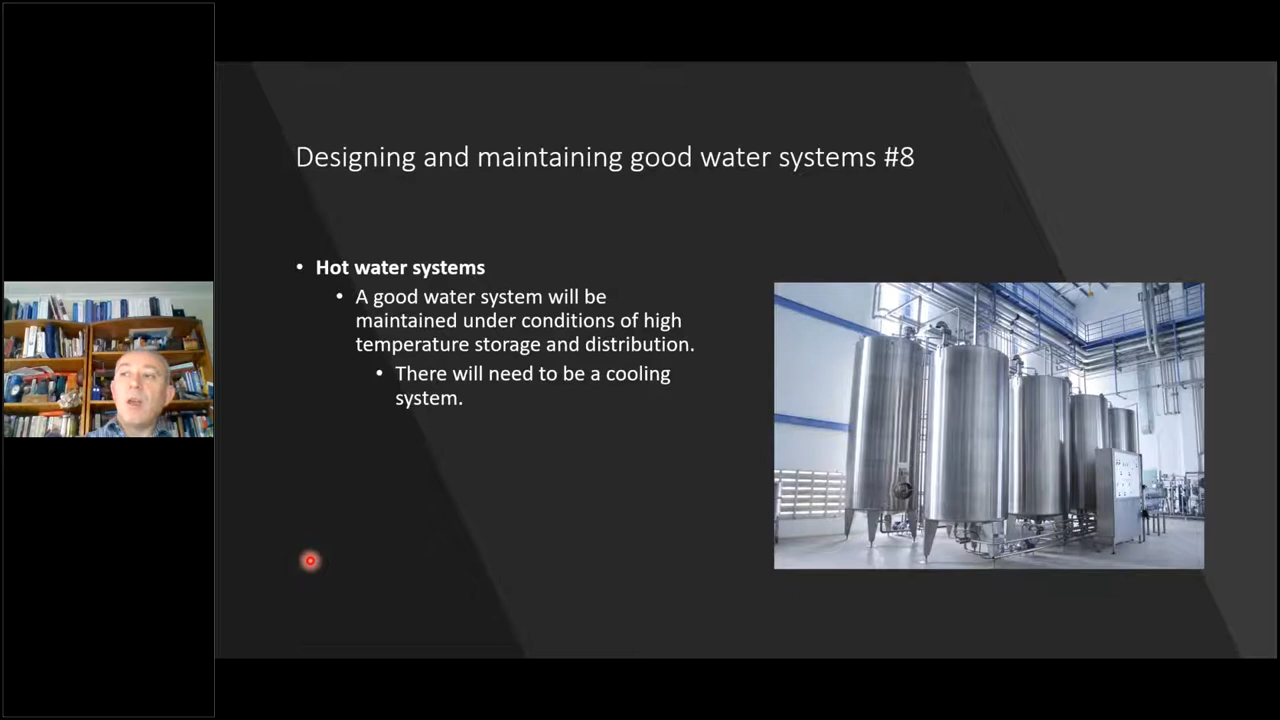 Designing and maintaining good water systems #8
• Hot water systems
• A good water system will be
maintained under conditions of high
temperature storage and distribution.
• There will need to be a cooling
system.